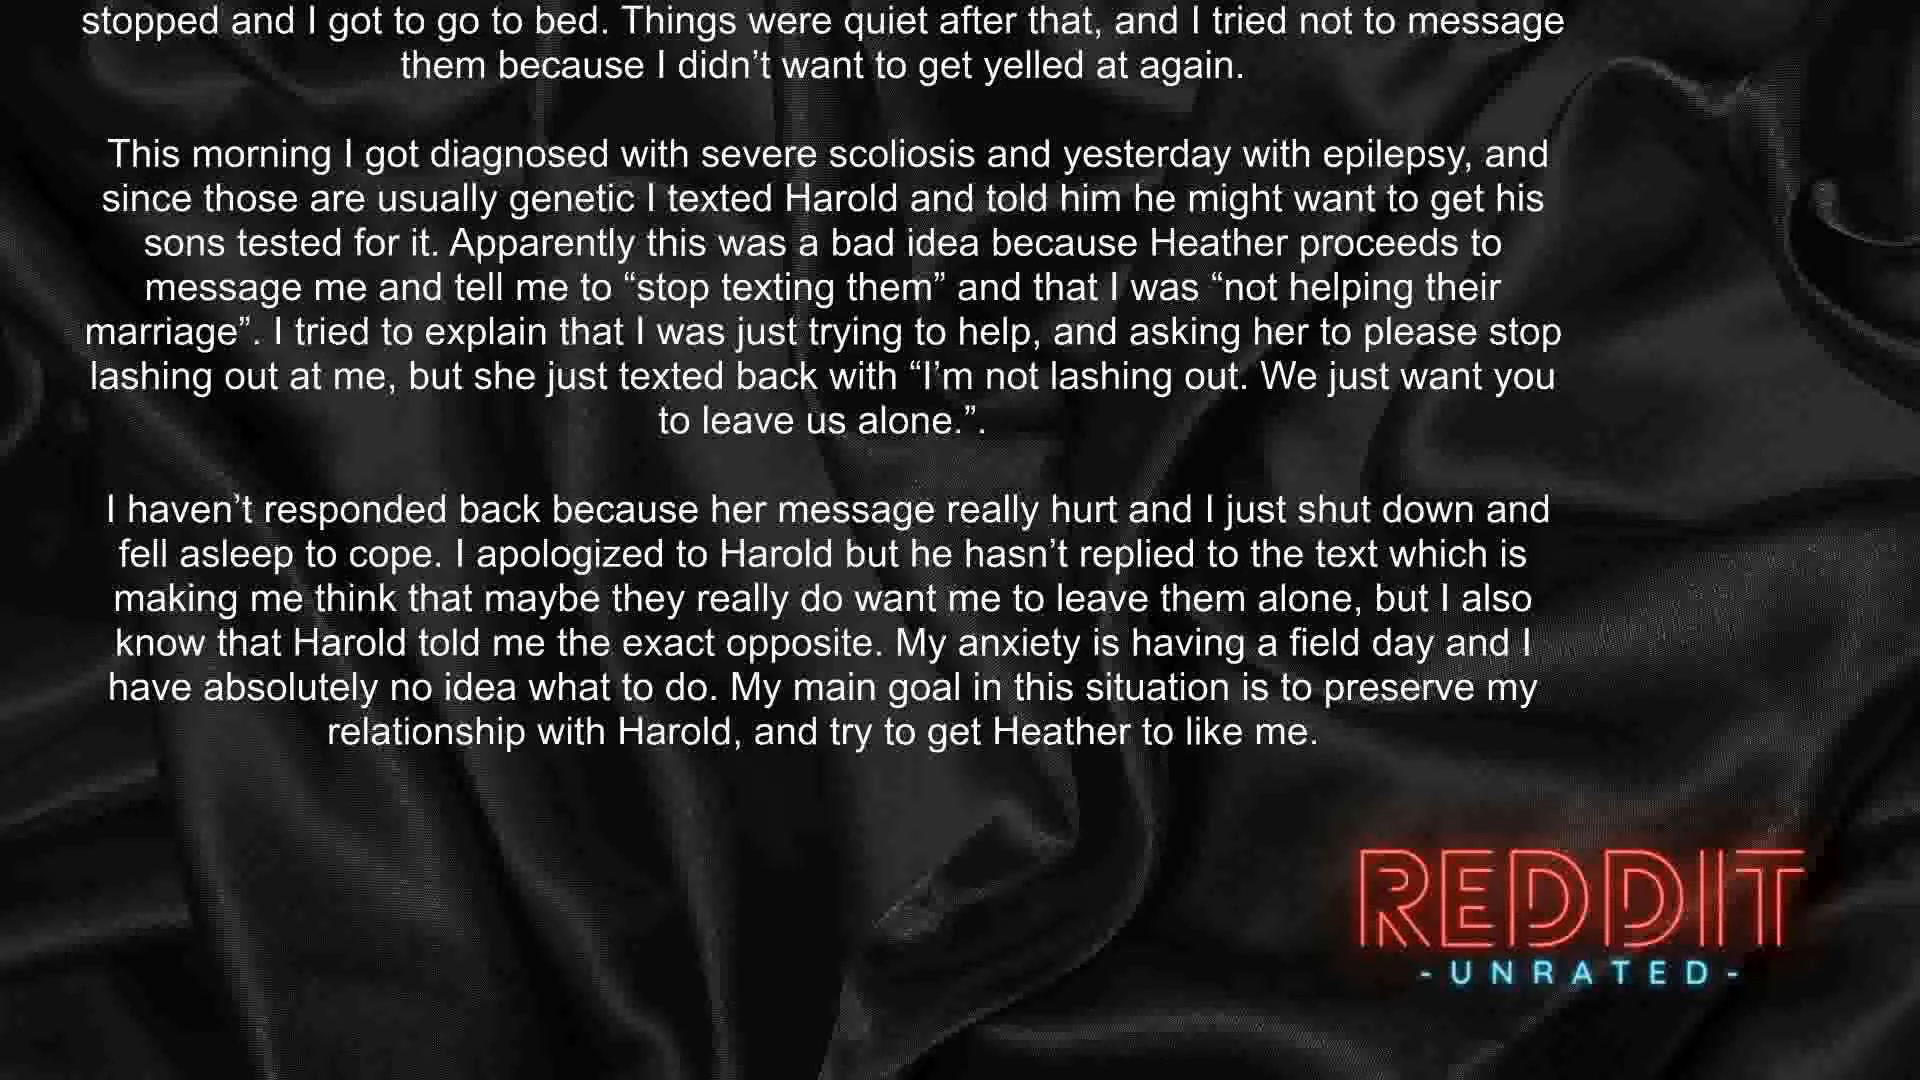 stopped and I got to go to bed. Things were quiet after that, and I tried not to message
them because I didn’t want to get yelled at again.
This morning I got diagnosed with severe scoliosis and yesterday with epilepsy, and
since those are usually genetic I texted Harold and told him he might want to get his
sons tested for it. Apparently this was a bad idea because Heather proceeds to
message me and tell me to “stop texting them” and that I was “not helping their
marriage”. I tried to explain that I was just trying to help, and asking her to please stop
lashing out at me, but she just texted back with “I’m not lashing out. We just want you
to leave us alone.”.
I haven’t responded back because her message really hurt and I just shut down and
fell asleep to cope. I apologized to Harold but he hasn’t replied to the text which is
making me think that maybe they really do want me to leave them alone, but I also
know that Harold told me the exact opposite. My anxiety is having a field day and I
have absolutely no idea what to do. My main goal in this situation is to preserve my
relationship with Harold, and try to get Heather to like me.
REDDIT
- UNRATED -